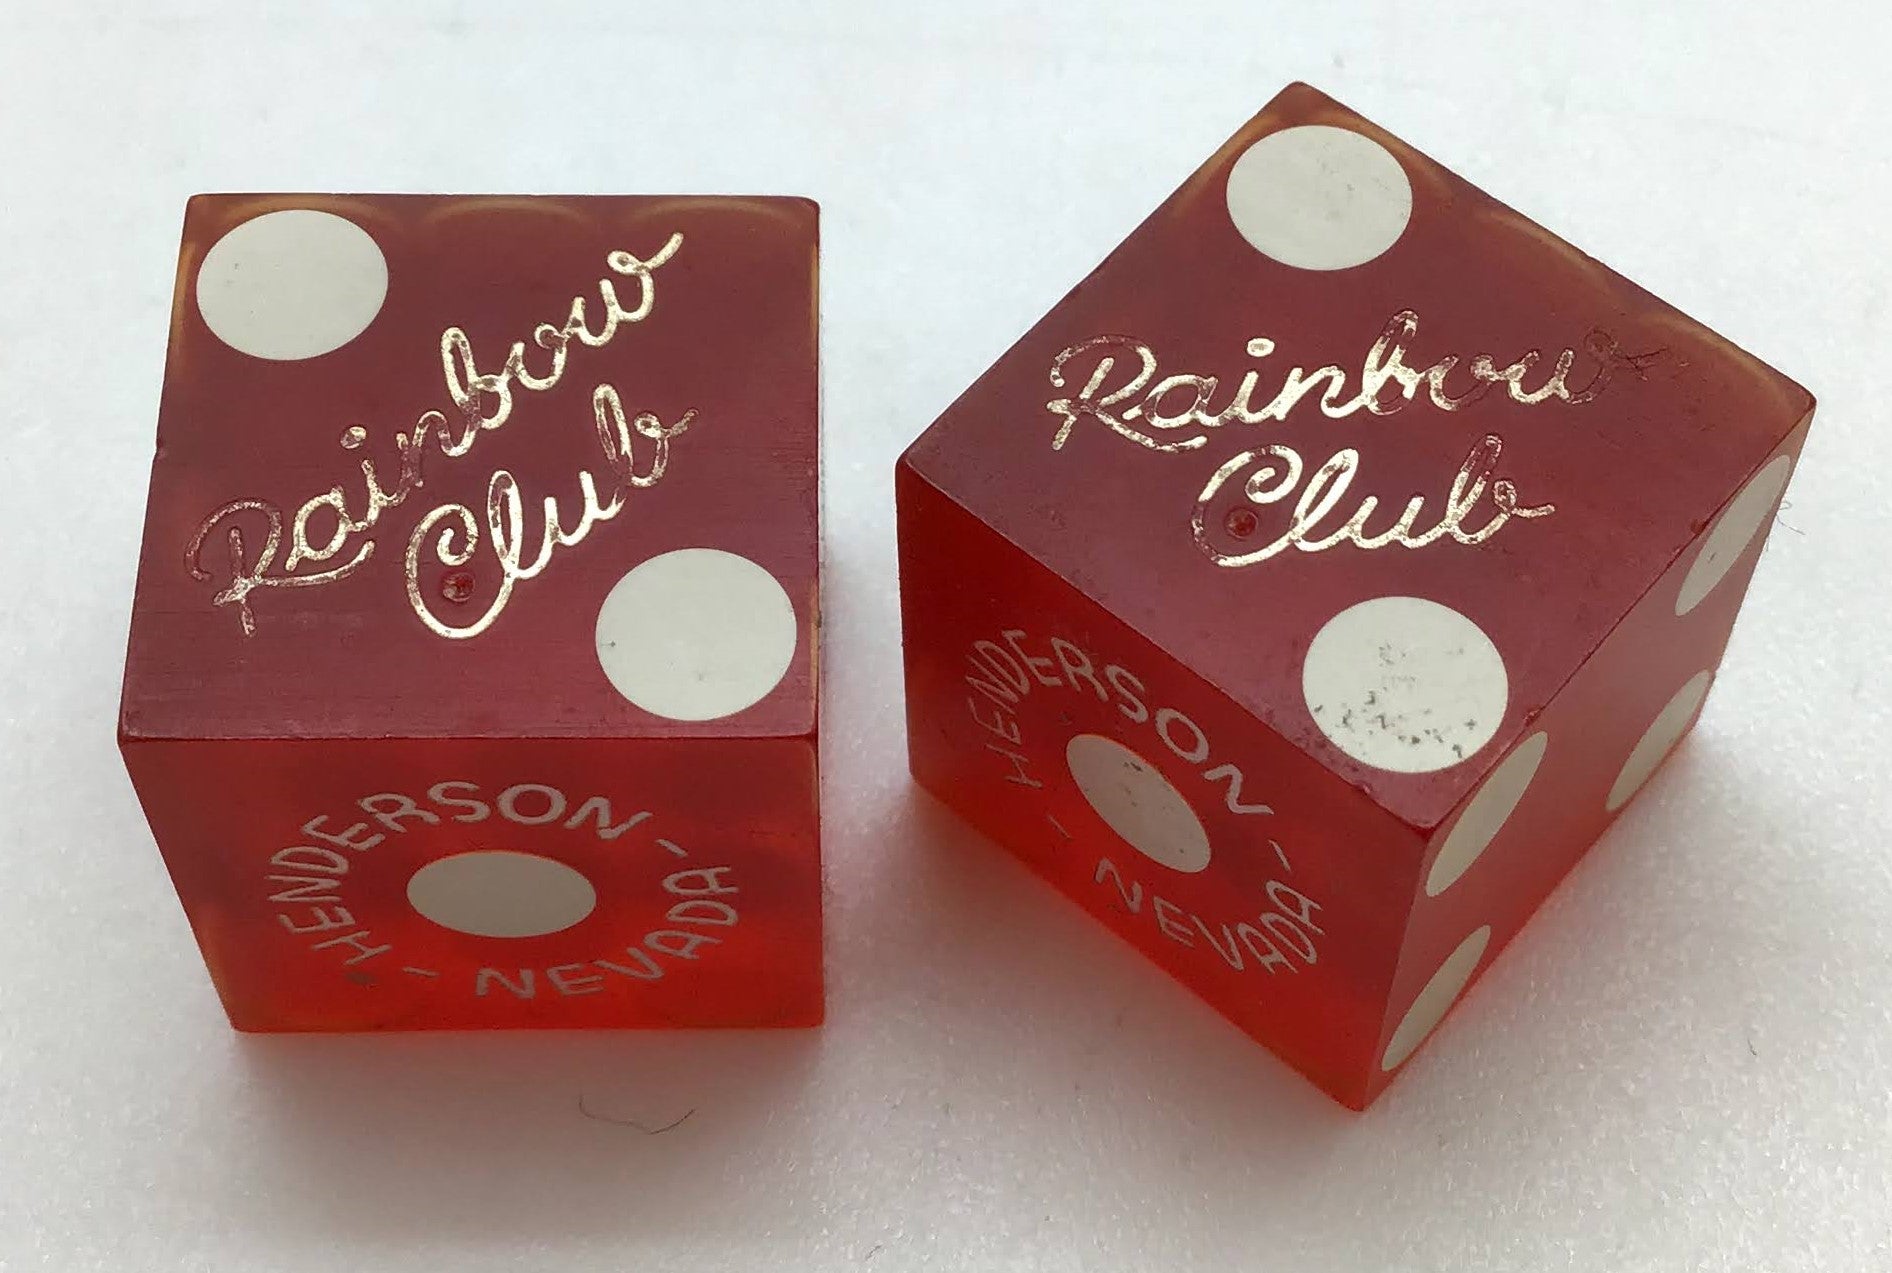 Rainbow
Club
HENDERSON
- NEVADA -
Rainbow
Club
HENDERSON
- NEVADA -